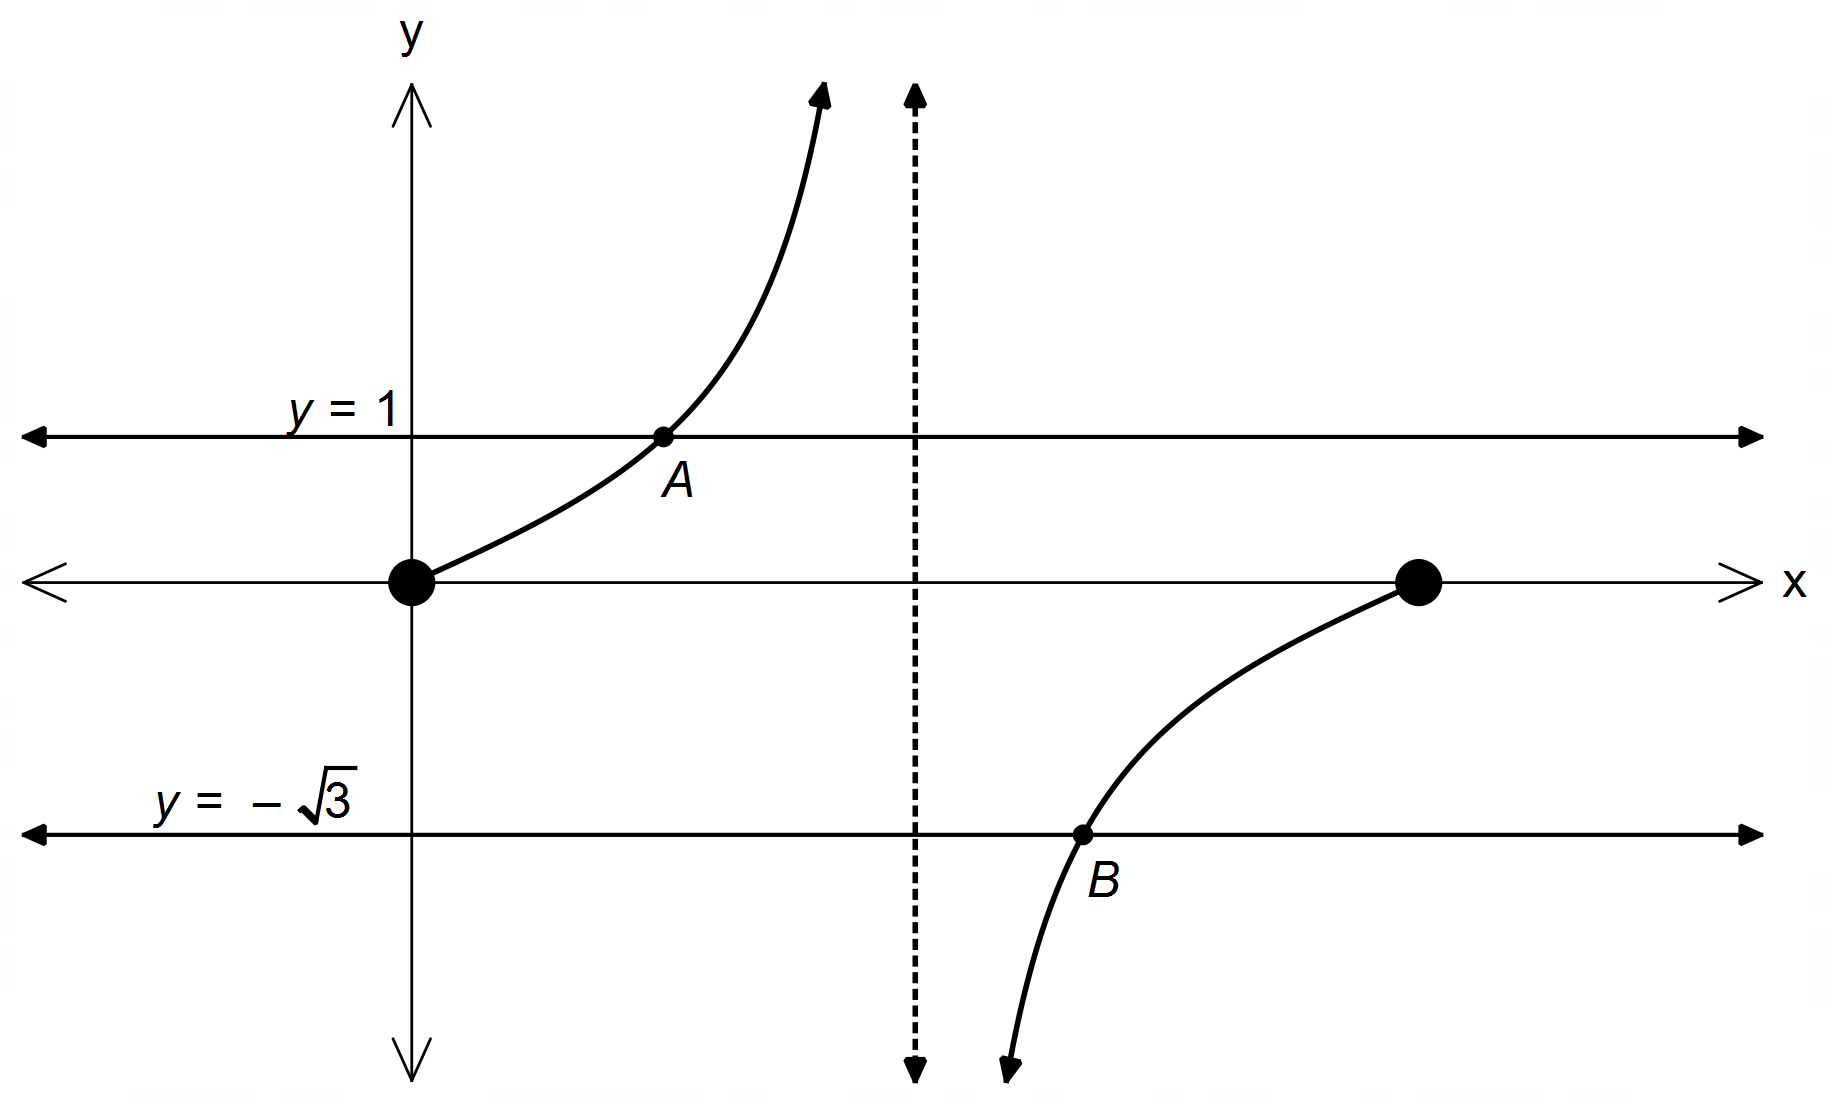 y
y = 1
A
x
y = – √3
B